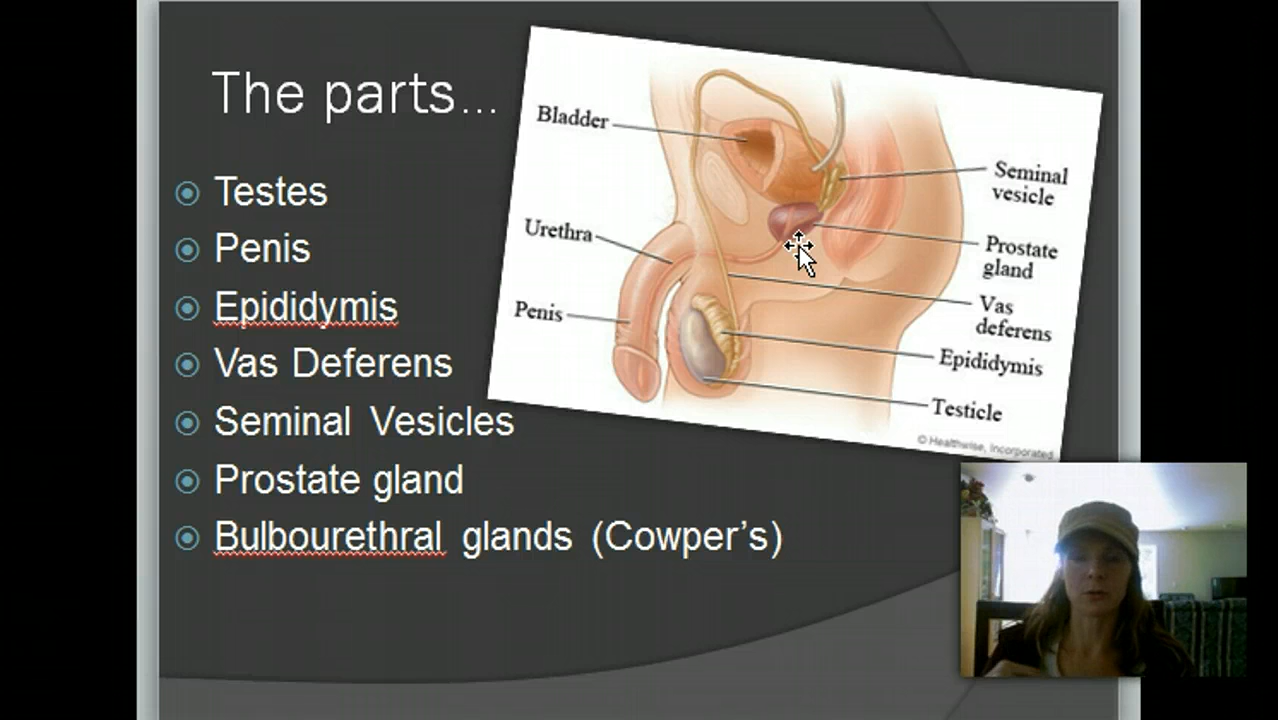 The parts...
Testes
Penis
Epididymis
Vas Deferens
Seminal Vesicles
Prostate gland
Bulbourethral glands (Cowper's)
Bladder
Urethra
Penis
Seminal
vesicle
Prostate
gland
Vas
deferens
Epididymis
Testicle
© Healthwise, Incorporated